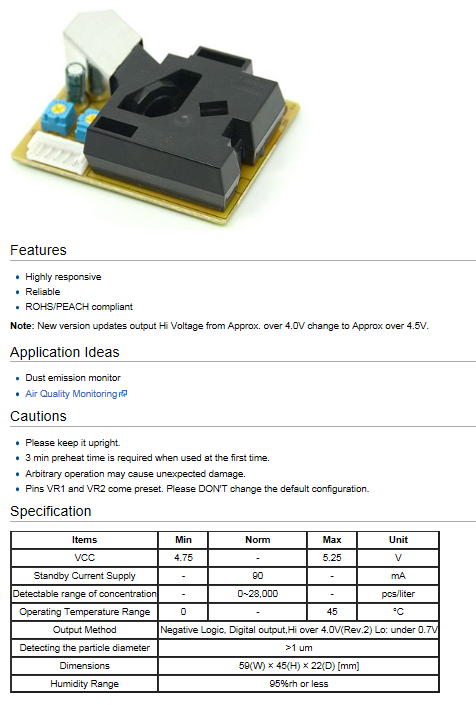 Features
Highly responsive
Reliable
ROHS/PEACH compliant
Note: New version updates output Hi Voltage from Approx. over 4.0V change to Approx over 4.5V.
Application Ideas
Dust emission monitor
Air Quality Monitoring
Cautions
Please keep it upright.
3 min preheat time is required when used at the first time.
Arbitrary operation may cause unexpected damage.
Pins VR1 and VR2 come preset. Please DON'T change the default configuration.
Specification
Items Min Norm Max Unit
VCC 4.75 - 5.25 V
Standby Current Supply - 90 - mA
Detectable range of concentration - 0~28,000 - pcs/liter
Operating Temperature Range 0 - 45 °C
Output Method Negative Logic, Digital output,Hi over 4.0V(Rev.2) Lo: under 0.7V
Detecting the particle diameter >1 um
Dimensions 59(W) × 45(H) × 22(D) [mm]
Humidity Range 95%rh or less